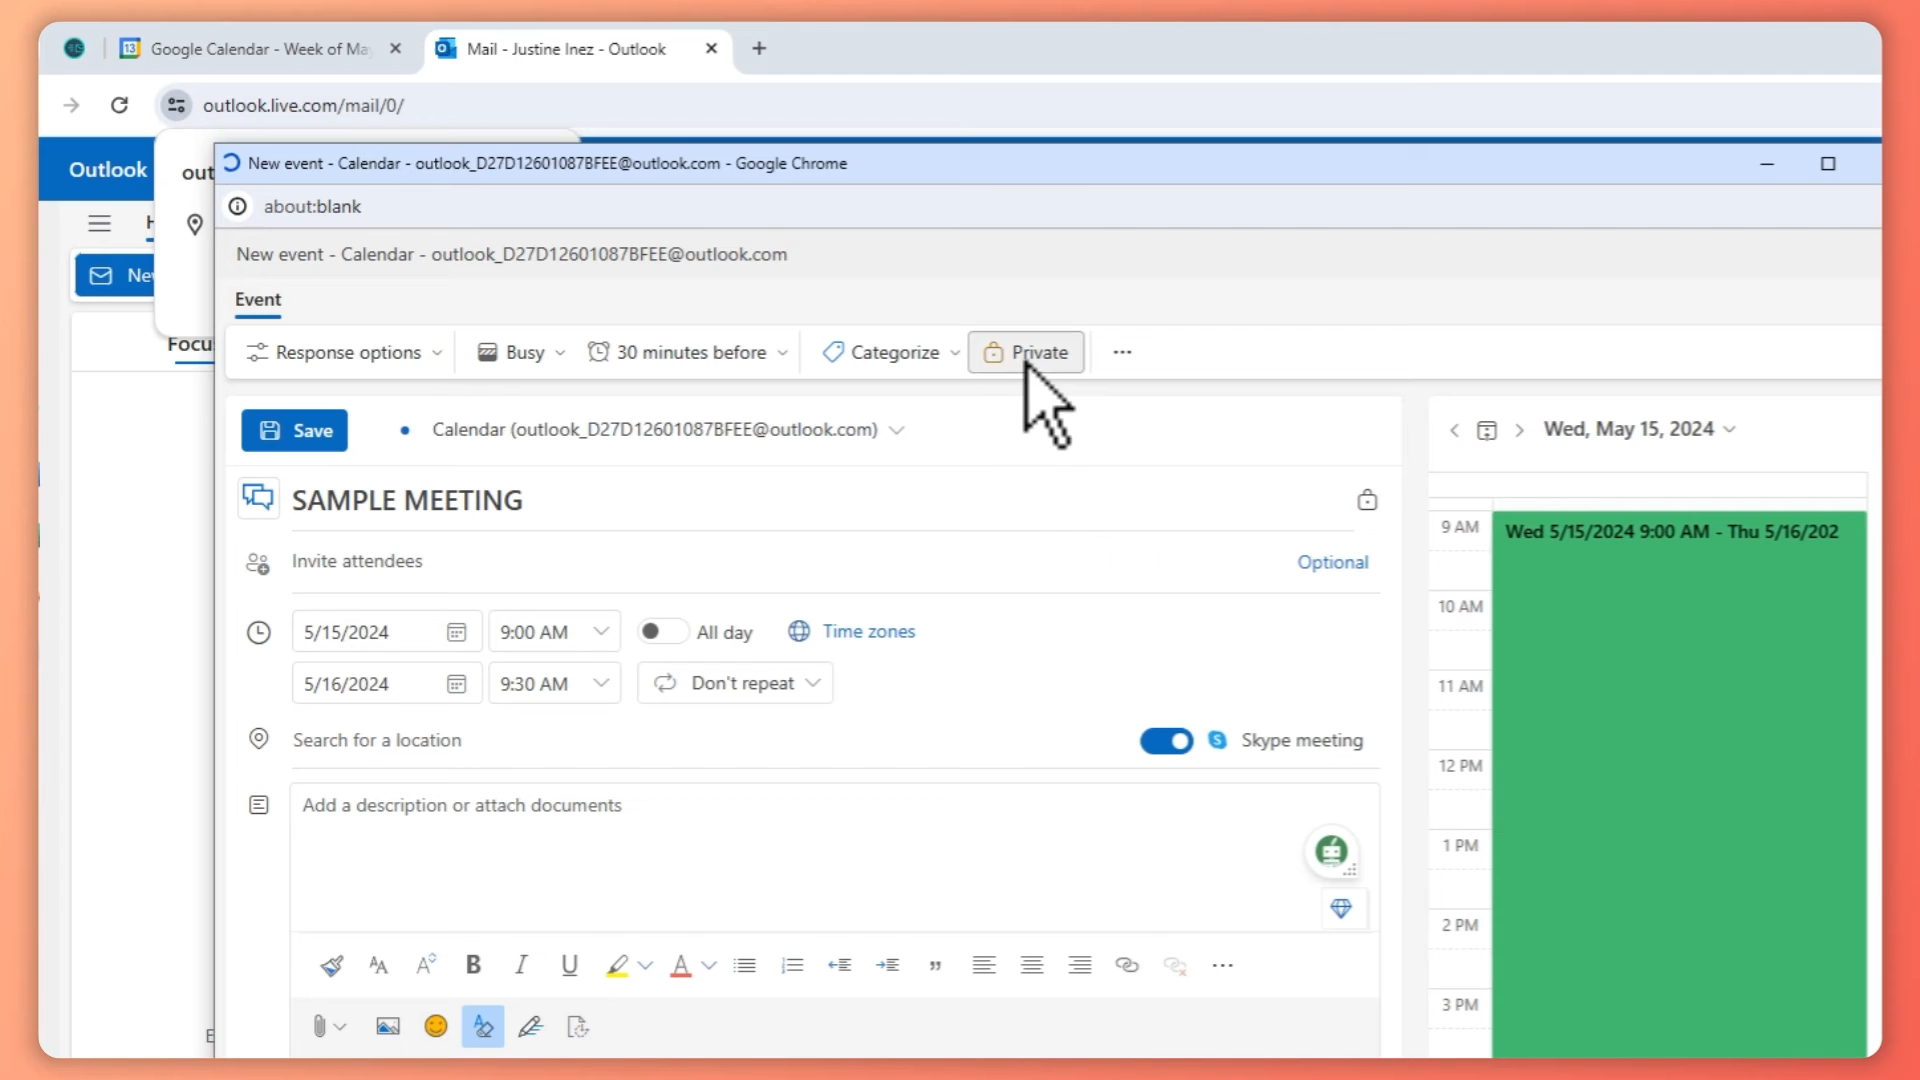 13 Google Calendar - Week of Ma
Mail - Justine Inez - Outlook
outlook.live.com/mail/0/
Outlook
out
New event - Calendar - outlook_D27D12601087BFEE@outlook.com - Google Chrome
about:blank
H
New event - Calendar - outlook_D27D12601087BFEE@outlook.com
New
Event
Focus
Response options
Busy
30 minutes before
Categorize
Private
Save
Calendar (outlook_D27D12601087BFEE@outlook.com)
Wed, May 15, 2024
SAMPLE MEETING
9 AM
Wed 5/15/2024 9:00 AM - Thu 5/16/202
Invite attendees
Optional
10 AM
5/15/2024
9:00 AM
All day
Time zones
11 AM
5/16/2024
9:30 AM
Don't repeat
Search for a location
Skype meeting
12 PM
Add a description or attach documents
1 PM
2 PM
3 PM
E